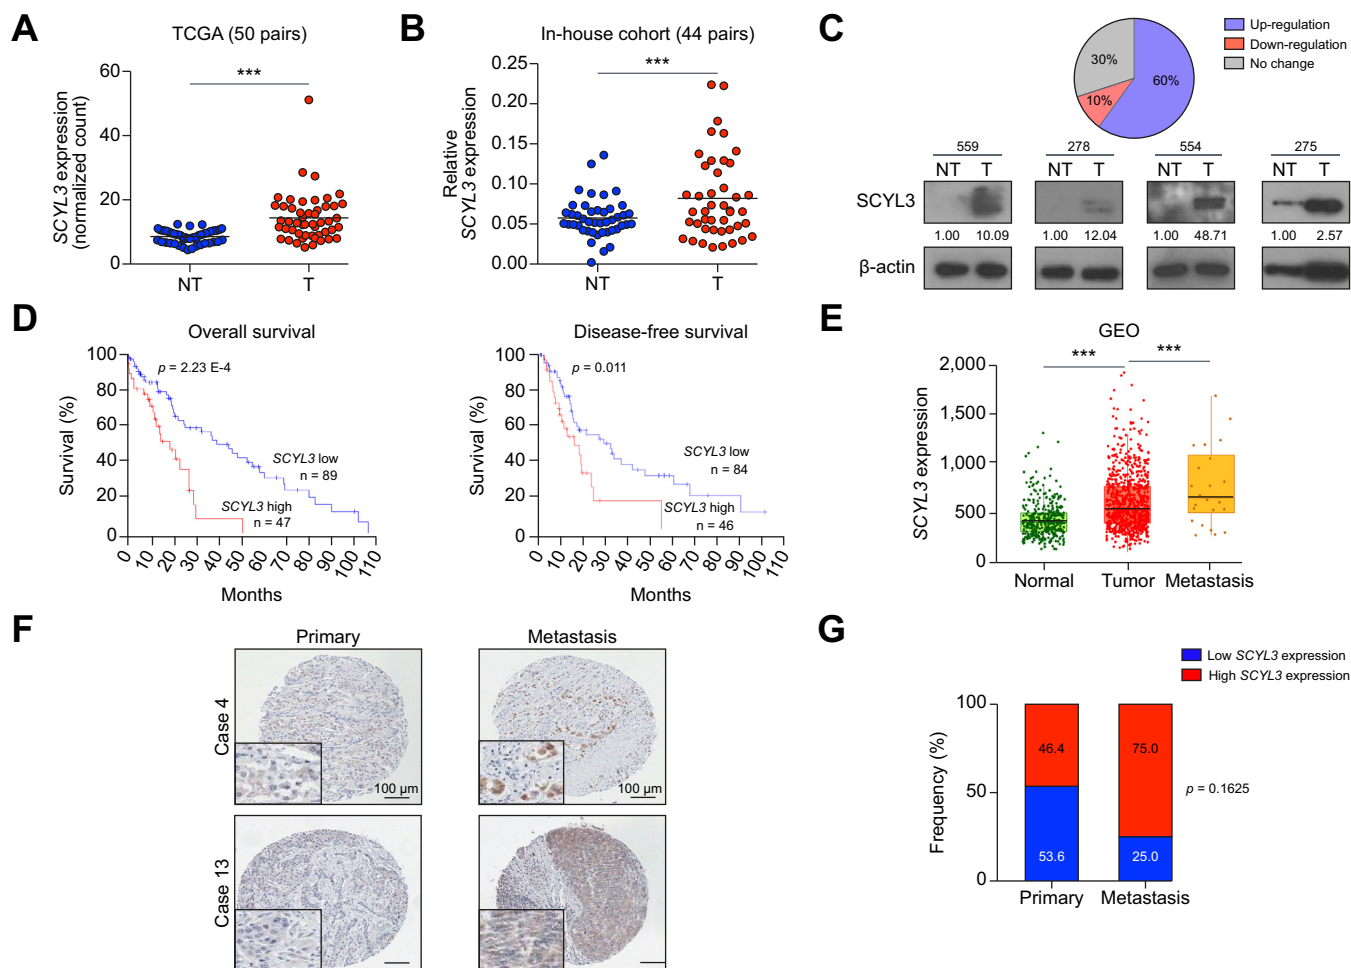 A
TCGA (50 pairs)
***
SCYL3 expression
(normalized count)
60
40
20
0
NT
T
B
In-house cohort (44 pairs)
***
Relative
SCYL3 expression
0.25
0.20
0.15
0.10
0.05
0.00
NT
T
C
Up-regulation
Down-regulation
No change
30%
60%
10%
559
278
554
275
NT T NT T NT T NT T
SCYL3
1.00 10.09 1.00 12.04 1.00 48.71 1.00 2.57
β-actin
D
Overall survival
p = 2.23 E-4
Survival (%)
100
80
60
40
20
0
SCYL3 low
n = 89
SCYL3 high
n = 47
0 10 20 30 40 50 60 70 80 90 100 110
Months
Disease-free survival
p = 0.011
Survival (%)
100
80
60
40
20
0
SCYL3 low
n = 84
SCYL3 high
n = 46
0 10 20 30 40 50 60 70 80 90 100 110
Months
E
GEO
***
***
SCYL3 expression
2,000
1,500
1,000
500
0
Normal Tumor Metastasis
F
Primary
Metastasis
Case 4
100 µm
100 µm
Case 13
G
Low SCYL3 expression
High SCYL3 expression
Frequency (%)
100
50
0
46.4
75.0
53.6
25.0
p = 0.1625
Primary Metastasis